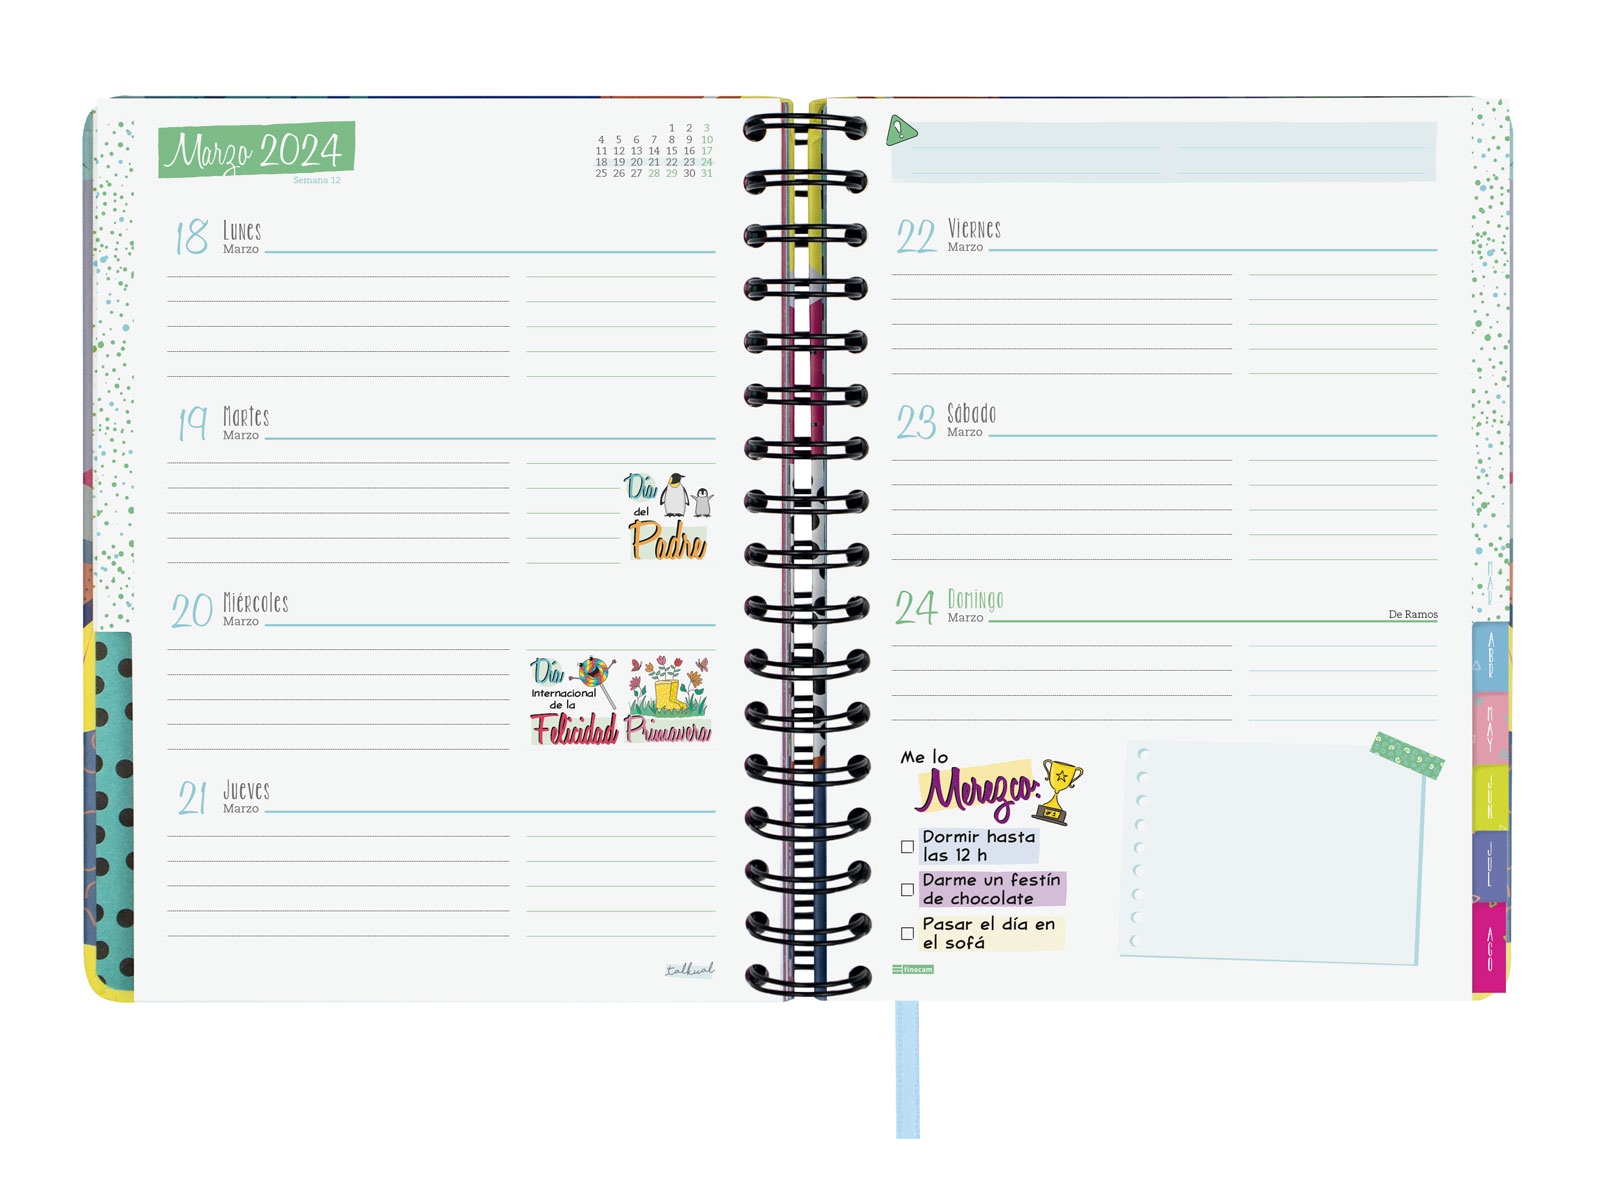 Marzo 2024
Semana 12
1 2 3
4 5 6 7 8 9 10
11 12 13 14 15 16 17
18 19 20 21 22 23 24
25 26 27 28 29 30 31
18 Lunes
Marzo
19 Martes
Marzo
Día
del
Padre
20 Miércoles
Marzo
Día
Internacional
de la
Felicidad
Primavera
21 Jueves
Marzo
talkual
!
22 Viernes
Marzo
23 Sábado
Marzo
24 Domingo
Marzo
De Ramos
Me lo
Merezco:
Nº1
Dormir hasta
las 12 h
Darme un festín
de chocolate
Pasar el día en
el sofá
finocam
MAR
ABR
MAY
JUN
JUL
AGO